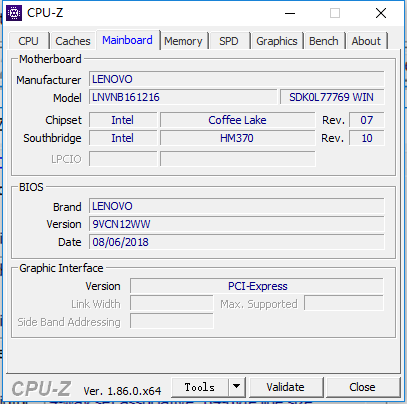 CPU-Z
CPU Caches Mainboard Memory SPD Graphics Bench About
Motherboard
Manufacturer LENOVO
Model LNVNB161216 SDK0L77769 WIN
Chipset Intel Coffee Lake Rev. 07
Southbridge Intel HM370 Rev. 10
LPCIO
BIOS
Brand LENOVO
Version 9VCN12WW
Date 08/06/2018
Graphic Interface
Version PCI-Express
Link Width Max. Supported
Side Band Addressing
CPU-Z Ver. 1.86.0.x64 Tools Validate Close